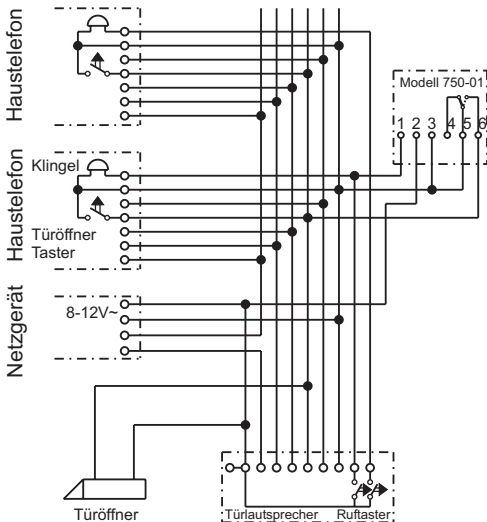 Haustelefon
Modell 750-01
1 2 3 4 5 6
Haustelefon
Klingel
Türöffner
Taster
Netzgerät
8-12V~
Türöffner
Türlautsprecher Ruftaster